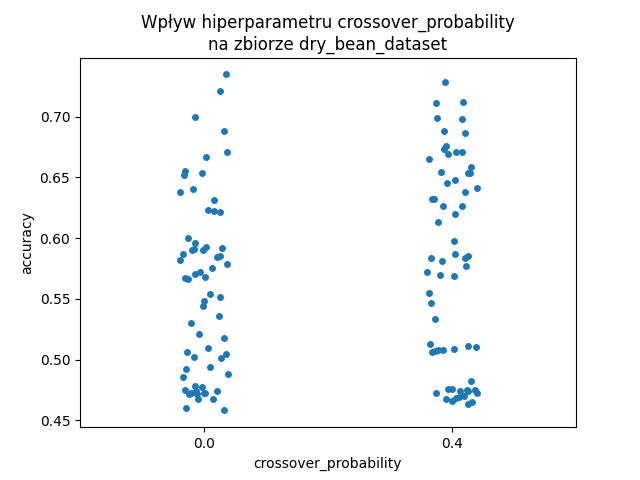 Wpływ hiperparametru crossover_probability
na zbiorze dry_bean_dataset
0.70
0.65
0.60
0.55
0.50
0.45
accuracy
0.0
0.4
crossover_probability